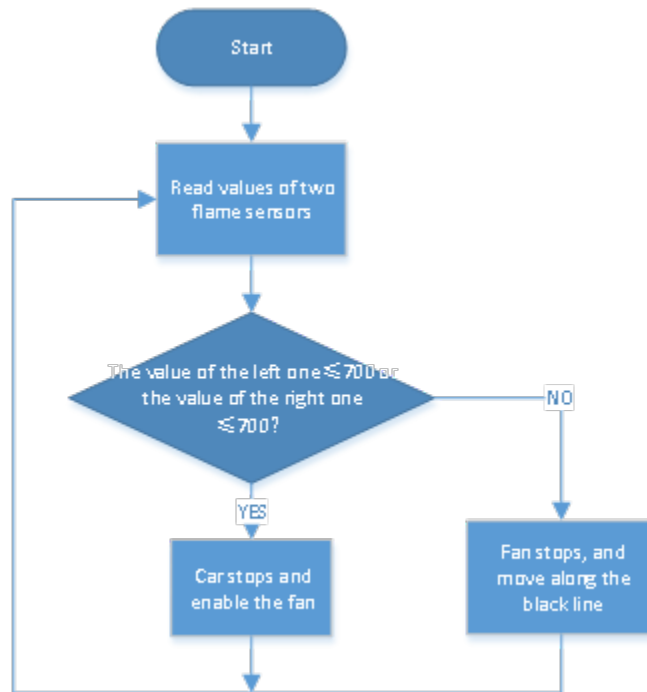 Start
Read values of two
flame sensors
The value of the left one ≤700 or
the value of the right one
≤700?
NO
YES
Car stops and
enable the fan
Fan stops, and
move along the
black line